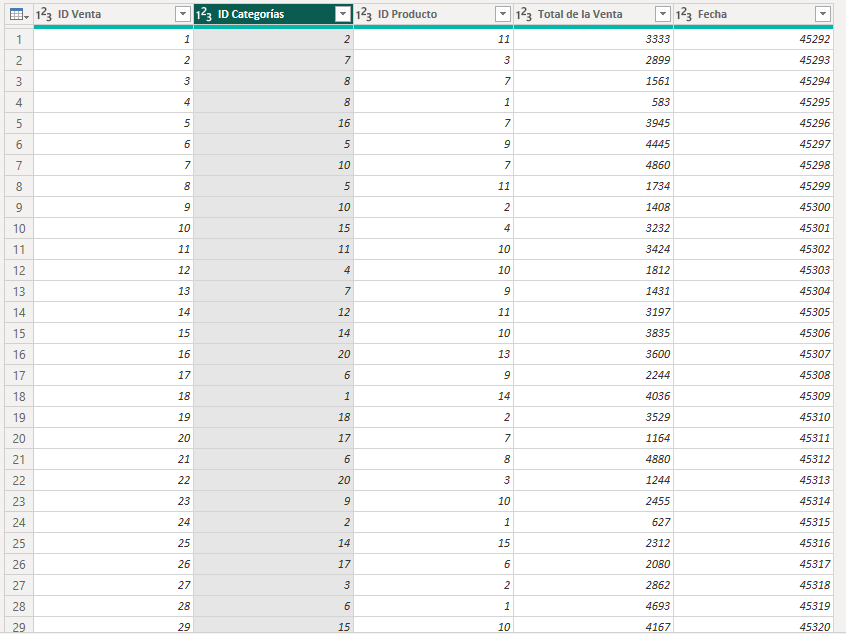 1²3 ID Venta 1²3 ID Categorías 1²3 ID Producto 1²3 Total de la Venta 1²3 Fecha
1 1 2 11 3333 45292
2 2 7 3 2899 45293
3 3 8 7 1561 45294
4 4 8 1 583 45295
5 5 16 7 3945 45296
6 6 5 9 4445 45297
7 7 10 7 4860 45298
8 8 5 11 1734 45299
9 9 10 2 1408 45300
10 10 15 4 3232 45301
11 11 11 10 3424 45302
12 12 4 10 1812 45303
13 13 7 9 1431 45304
14 14 12 11 3197 45305
15 15 14 10 3835 45306
16 16 20 13 3600 45307
17 17 6 9 2244 45308
18 18 1 14 4036 45309
19 19 18 2 3529 45310
20 20 17 7 1164 45311
21 21 6 8 4880 45312
22 22 20 3 1244 45313
23 23 9 10 2455 45314
24 24 2 1 627 45315
25 25 14 15 2312 45316
26 26 17 6 2080 45317
27 27 3 2 2862 45318
28 28 6 1 4693 45319
29 29 15 10 4167 45320